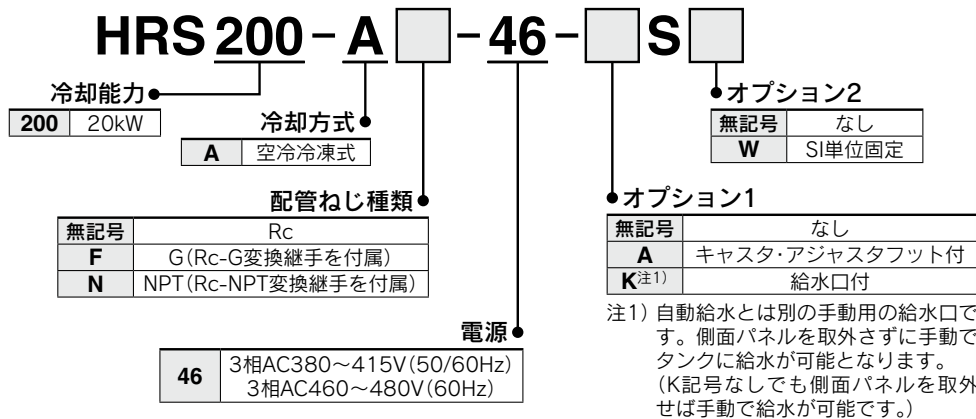 HRS 200-A□-46-□S□
冷却能力
200 20kW
冷却方式
A 空冷冷凍式
配管ねじ種類
無記号 Rc
F G(Rc-G変換継手を付属)
N NPT(Rc-NPT変換継手を付属)
電源
46 3相AC380~415V(50/60Hz)
3相AC460~480V(60Hz)
オプション2
無記号 なし
W SI単位固定
オプション1
無記号 なし
A キャスタ・アジャスタフット付
K注1) 給水口付
注1) 自動給水とは別の手動用の給水口で
す。側面パネルを取外さずに手動で
タンクに給水が可能となります。
(K記号なしでも側面パネルを取外
せば手動で給水が可能です。)